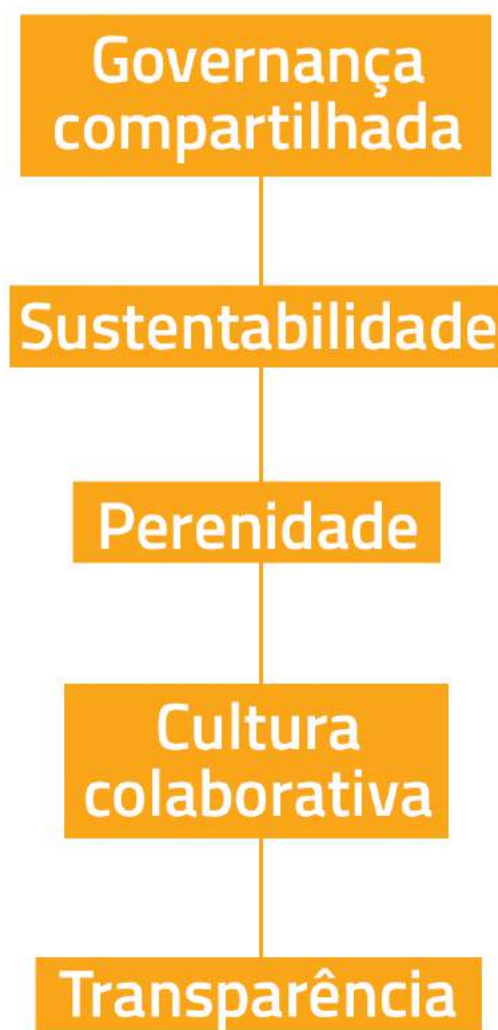 Governança
compartilhada
Sustentabilidade
Perenidade
Cultura
colaborativa
Transparência